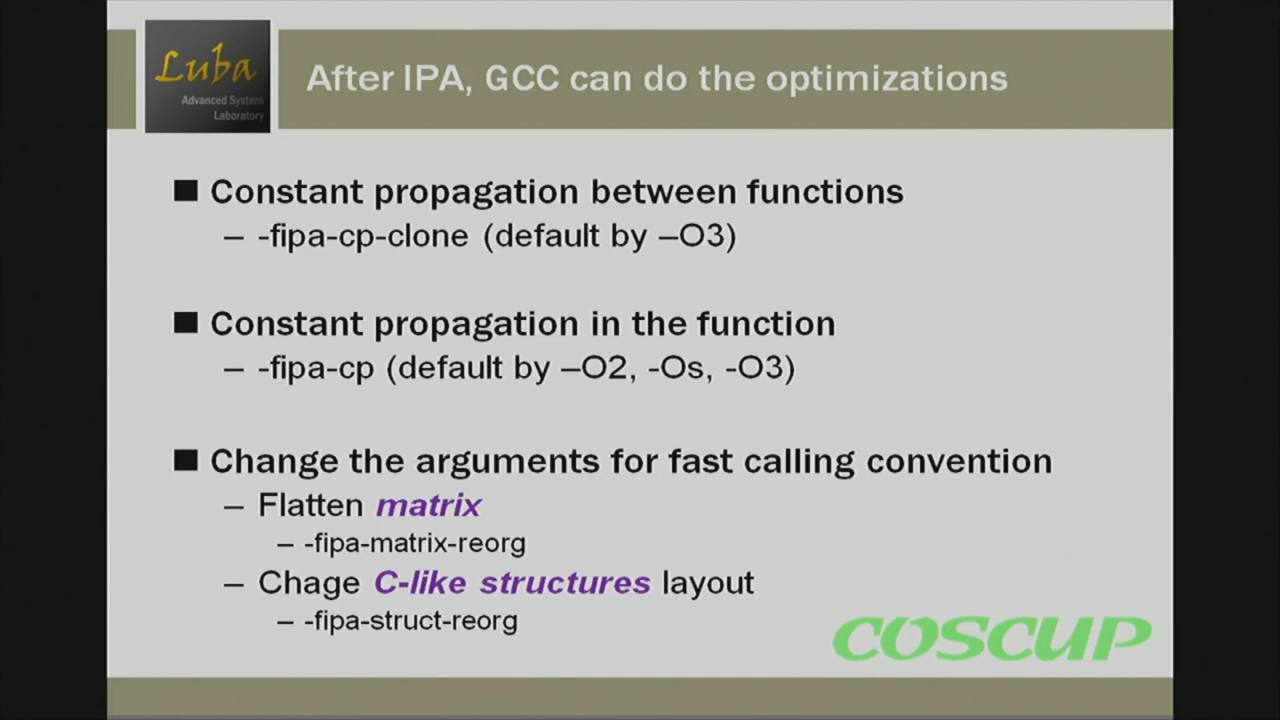 Luba
Advanced System
Laboratory
After IPA, GCC can do the optimizations
Constant propagation between functions
– -fipa-cp-clone (default by –O3)
Constant propagation in the function
– -fipa-cp (default by –O2, -Os, -O3)
Change the arguments for fast calling convention
– Flatten matrix
– -fipa-matrix-reorg
– Chage C-like structures layout
– -fipa-struct-reorg
COSCUP